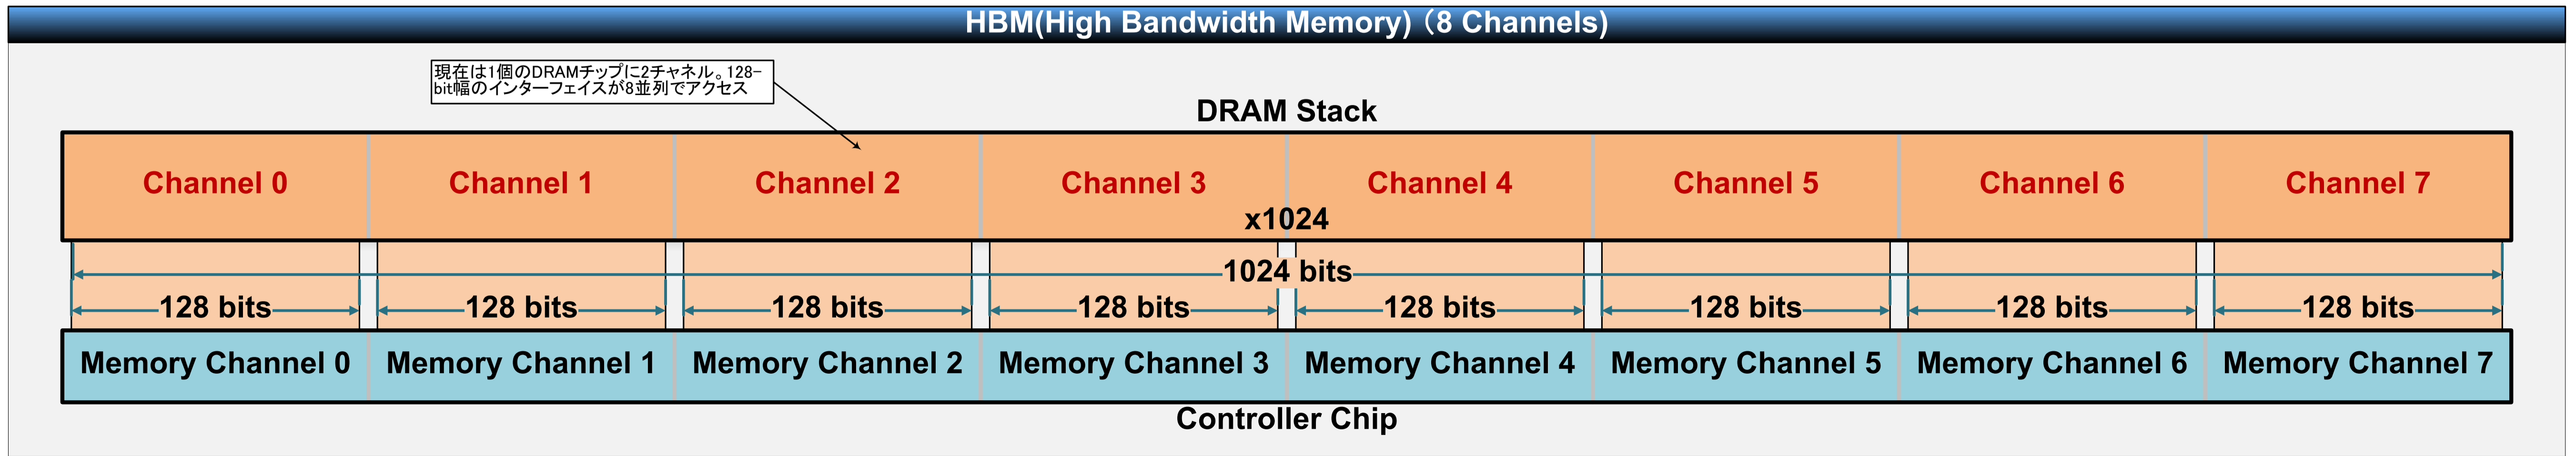 HBM(High Bandwidth Memory)（8 Channels)
現在は1個のDRAMチップに2チャネル。128-
bit幅のインターフェイスが8並列でアクセス
DRAM Stack
Channel 0 Channel 1 Channel 2 Channel 3 Channel 4 Channel 5 Channel 6 Channel 7
x1024
1024 bits
128 bits 128 bits 128 bits 128 bits 128 bits 128 bits 128 bits 128 bits
Memory Channel 0 Memory Channel 1 Memory Channel 2 Memory Channel 3 Memory Channel 4 Memory Channel 5 Memory Channel 6 Memory Channel 7
Controller Chip